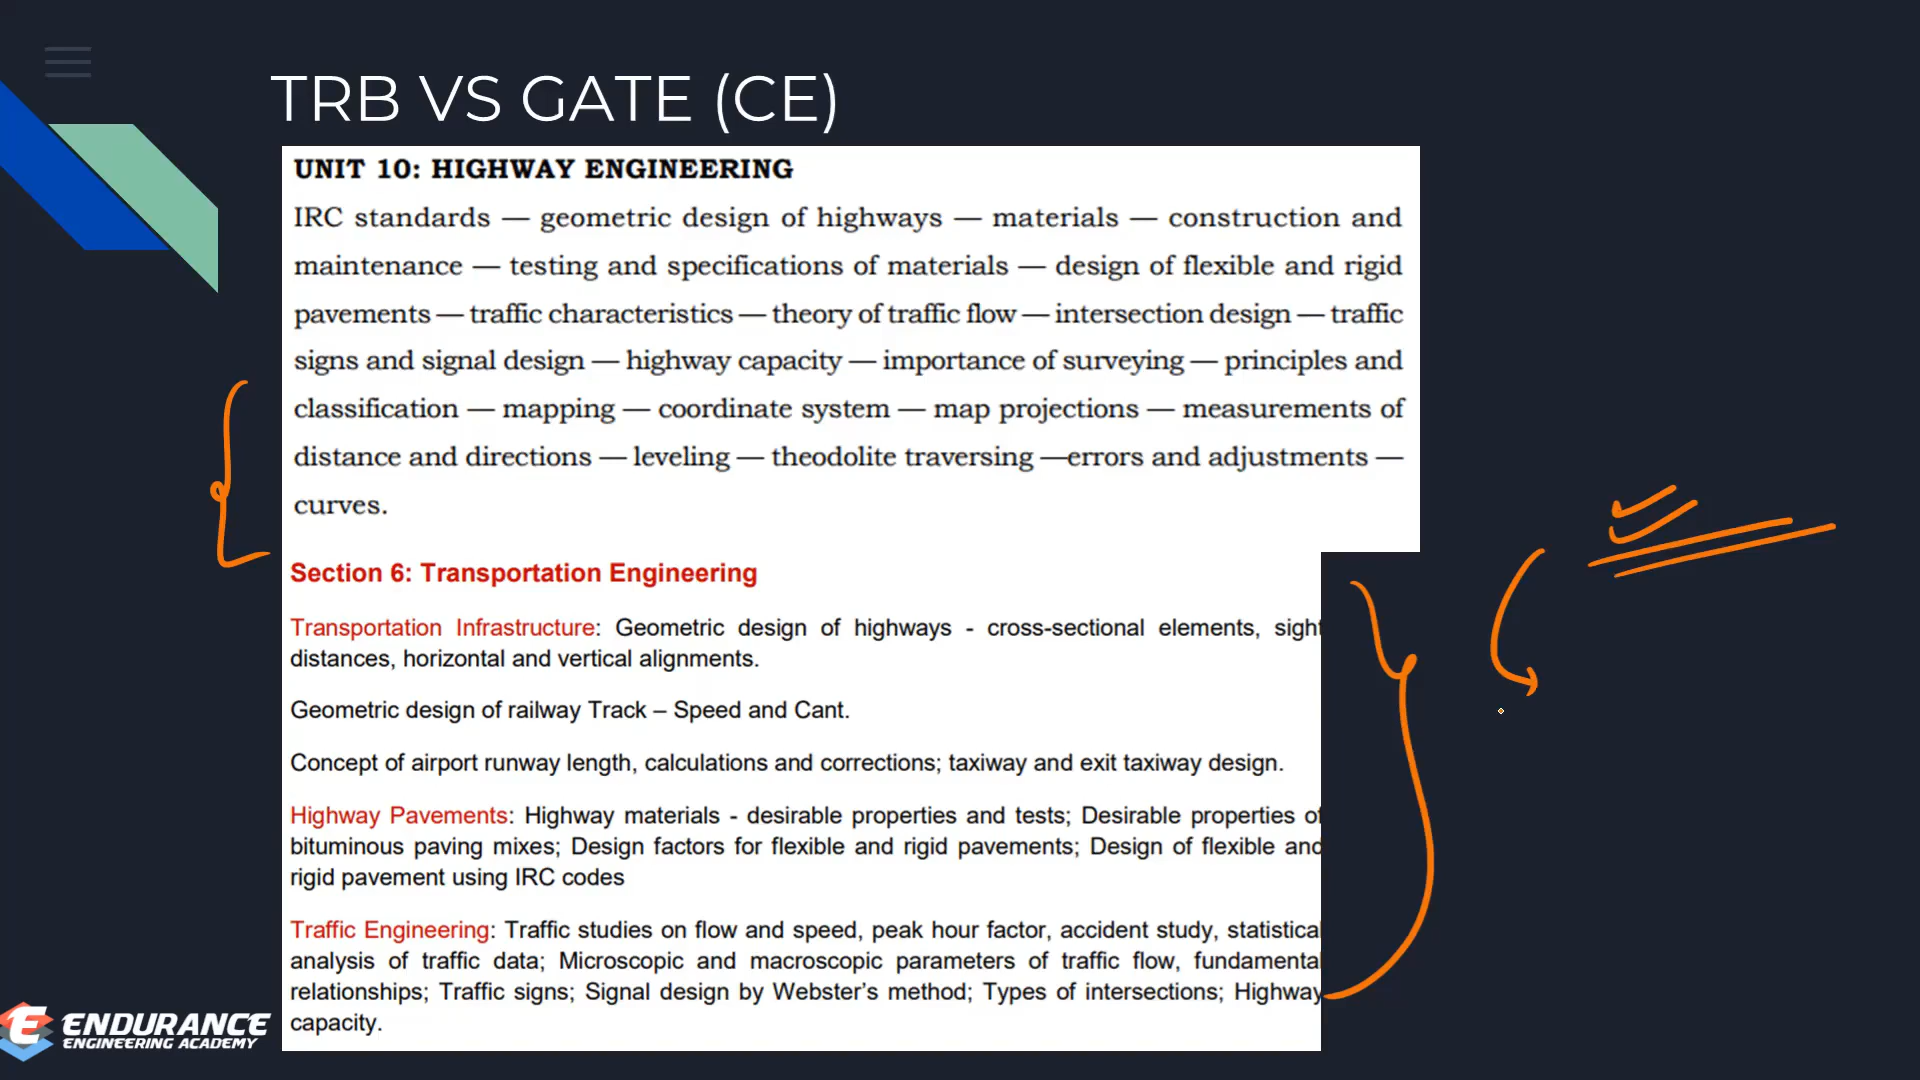 TRB VS GATE (CE)
UNIT 10: HIGHWAY ENGINEERING
IRC standards — geometric design of highways — materials — construction and
maintenance — testing and specifications of materials — design of flexible and rigid
pavements — traffic characteristics — theory of traffic flow — intersection design — traffic
signs and signal design — highway capacity — importance of surveying — principles and
classification — mapping — coordinate system — map projections — measurements of
distance and directions — leveling — theodolite traversing —errors and adjustments —
curves.
Section 6: Transportation Engineering
Transportation Infrastructure: Geometric design of highways - cross-sectional elements, sight
distances, horizontal and vertical alignments.
Geometric design of railway Track – Speed and Cant.
Concept of airport runway length, calculations and corrections; taxiway and exit taxiway design.
Highway Pavements: Highway materials - desirable properties and tests; Desirable properties of
bituminous paving mixes; Design factors for flexible and rigid pavements; Design of flexible and
rigid pavement using IRC codes
Traffic Engineering: Traffic studies on flow and speed, peak hour factor, accident study, statistical
analysis of traffic data; Microscopic and macroscopic parameters of traffic flow, fundamental
relationships; Traffic signs; Signal design by Webster’s method; Types of intersections; Highway
capacity.
ENDURANCE
ENGINEERING ACADEMY